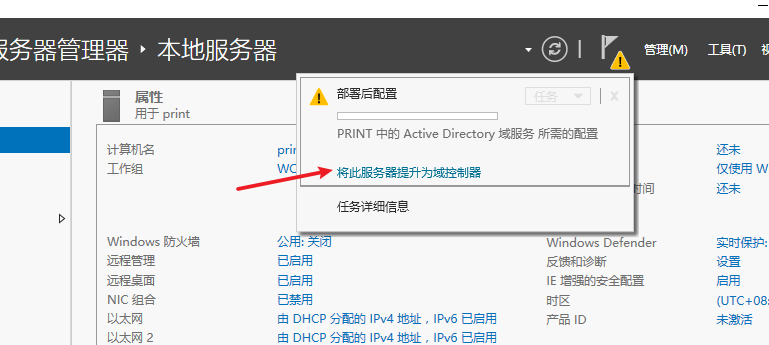 服务器管理器 · 本地服务器
管理(M) 工具(T)
部署后配置
任务
x
PRINT 中的 Active Directory 域服务 所需的配置
将此服务器提升为域控制器
任务详细信息
属性
用于 print
计算机名
工作组
还未
仅使用 W
时间 还未
Windows 防火墙 公用: 关闭
远程管理 已启用
远程桌面 已启用
NIC 组合 已禁用
以太网 由 DHCP 分配的 IPv4 地址，IPv6 已启用
以太网 2 由 DHCP 分配的 IPv4 地址，IPv6 已启用
Windows Defender 实时保护:
反馈和诊断 设置
IE 增强的安全配置 启用
时区 (UTC+08:
产品 ID 未激活